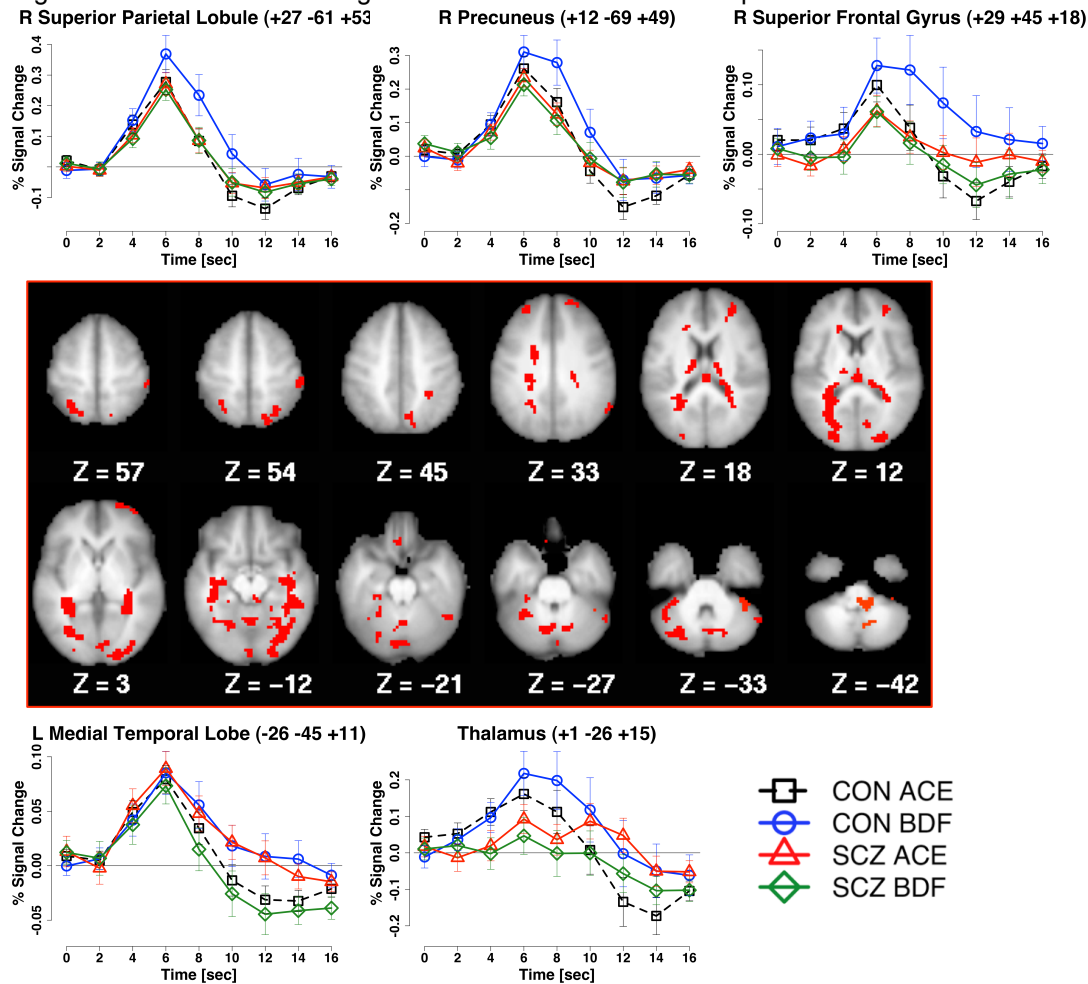 R Superior Parietal Lobule (+27 -61 +53
R Precuneus (+12 -69 +49)
R Superior Frontal Gyrus (+29 +45 +18)
% Signal Change
0.4
0.3
0.2
0.1
-0.1
0 2 4 6 8 10 12 14 16
Time [sec]
% Signal Change
0.3
0.1
0.0
-0.2
0 2 4 6 8 10 12 14 16
Time [sec]
% Signal Change
0.10
0.00
-0.10
0 2 4 6 8 10 12 14 16
Time [sec]
Z = 57 Z = 54 Z = 45 Z = 33 Z = 18 Z = 12
Z = 3 Z = −12 Z = −21 Z = −27 Z = −33 Z = −42
L Medial Temporal Lobe (-26 -45 +11)
Thalamus (+1 -26 +15)
% Signal Change
0.10
0.05
0.00
-0.05
0 2 4 6 8 10 12 14 16
Time [sec]
% Signal Change
0.2
0.0
-0.1
-0.2
0 2 4 6 8 10 12 14 16
Time [sec]
CON ACE
CON BDF
SCZ ACE
SCZ BDF